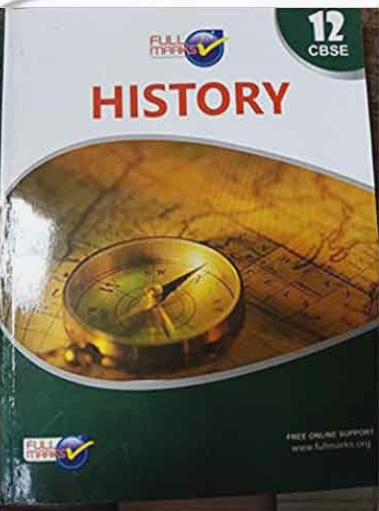 FULL
MARKS
12
CBSE
HISTORY
FULL
MARKS
FREE ONLINE SUPPORT
www.fullmarks.org